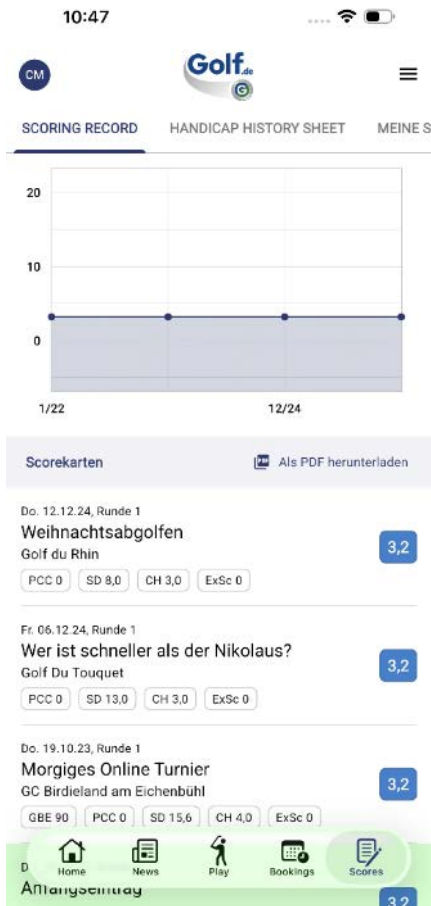 10:47
CM
Golf.de
G
SCORING RECORD HANDICAP HISTORY SHEET MEINE S
20
10
0
1/22 12/24
Scorekarten Als PDF herunterladen
Do. 12.12.24, Runde 1
Weihnachtsabgolfen
3,2
Golf du Rhin
PCC 0 SD 8,0 CH 3,0 ExSc 0
Fr. 06.12.24, Runde 1
Wer ist schneller als der Nikolaus?
3,2
Golf Du Touquet
PCC 0 SD 13,0 CH 3,0 ExSc 0
Do. 19.10.23, Runde 1
Morgiges Online Turnier
3,2
GC Birdieland am Eichenbühl
GBE 90 PCC 0 SD 15,6 CH 4,0 ExSc 0
Home News Play Bookings Scores
Anfangseintrag
3,2